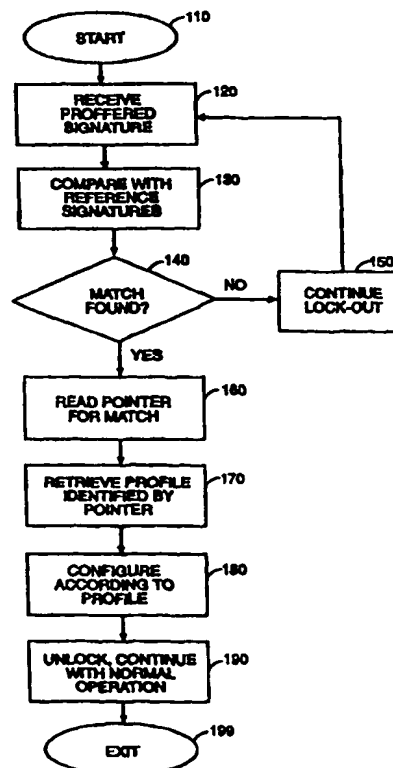 START
110
RECEIVE
PROFFERED
SIGNATURE
120
COMPARE WITH
REFERENCE
SIGNATURES
130
MATCH
FOUND?
140
NO
CONTINUE
LOCK-OUT
150
YES
READ POINTER
FOR MATCH
160
RETRIEVE PROFILE
IDENTIFIED BY
POINTER
170
CONFIGURE
ACCORDING TO
PROFILE
180
UNLOCK, CONTINUE
WITH NORMAL
OPERATION
190
EXIT
199